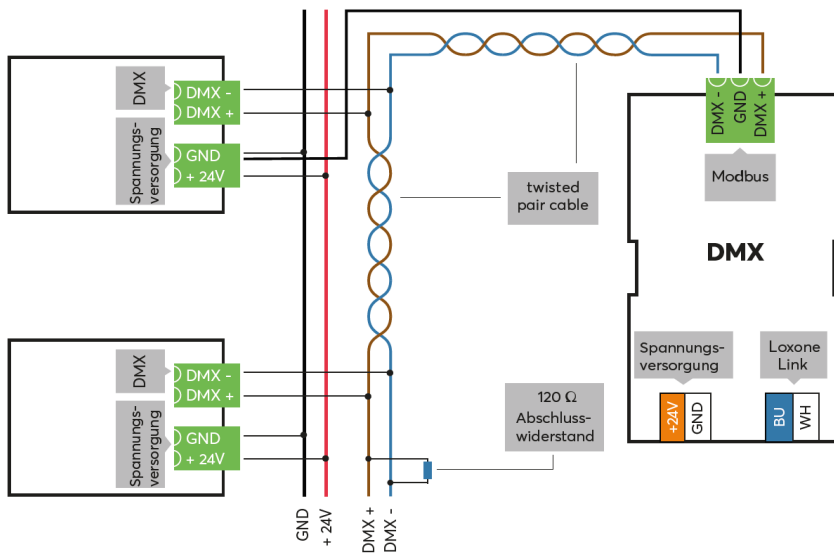 DMX
DMX -
DMX +
Spannungs-
versorgung
GND
+ 24V
DMX -
GND
DMX +
Modbus
twisted
pair cable
DMX
Spannungs-
versorgung
Loxone
Link
+24V
GND
BU
WH
DMX
DMX -
DMX +
Spannungs-
versorgung
GND
+ 24V
120 Ω
Abschluss-
widerstand
GND
+ 24V
DMX +
DMX -